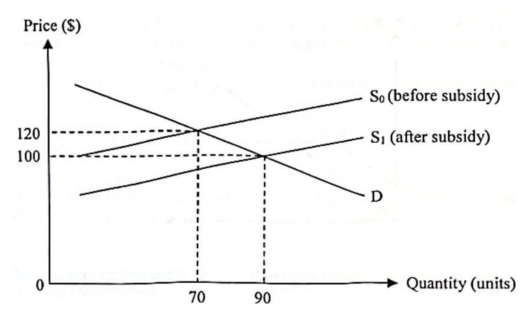 Price ($)
S₀ (before subsidy)
S₁ (after subsidy)
120
100
D
0
Quantity (units)
70
90